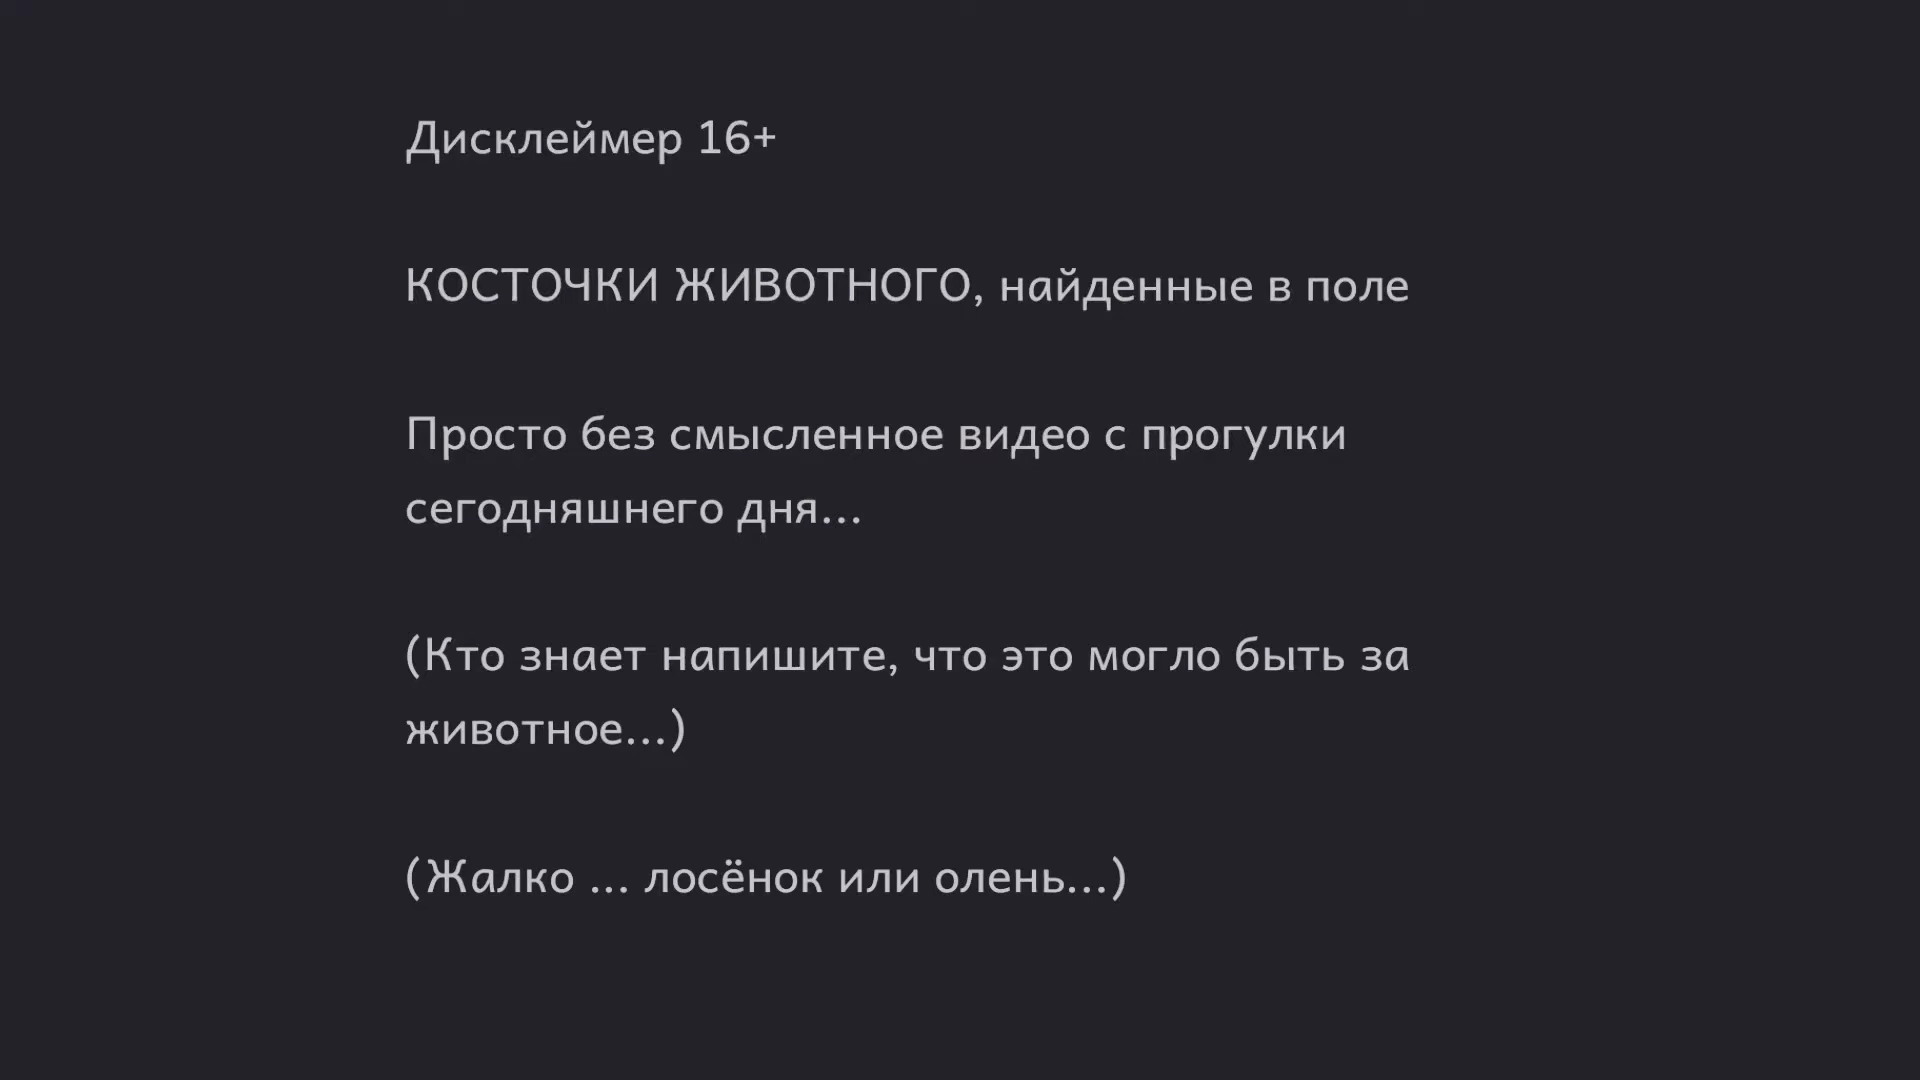 Дисклеймер 16+
КОСТОЧКИ ЖИВОТНОГО, найденные в поле
Просто без смысленное видео с прогулки
сегодняшнего дня...
(Кто знает напишите, что это могло быть за
животное...)
(Жалко ... лосёнок или олень...)